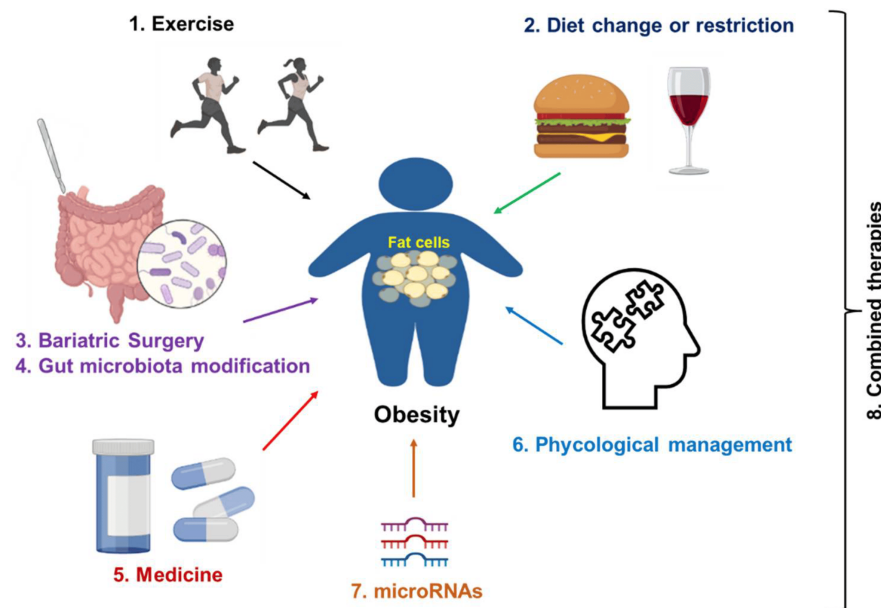 1. Exercise
2. Diet change or restriction
Fat cells
3. Bariatric Surgery
4. Gut microbiota modification
Obesity
5. Medicine
6. Phycological management
7. microRNAs
8. Combined therapies